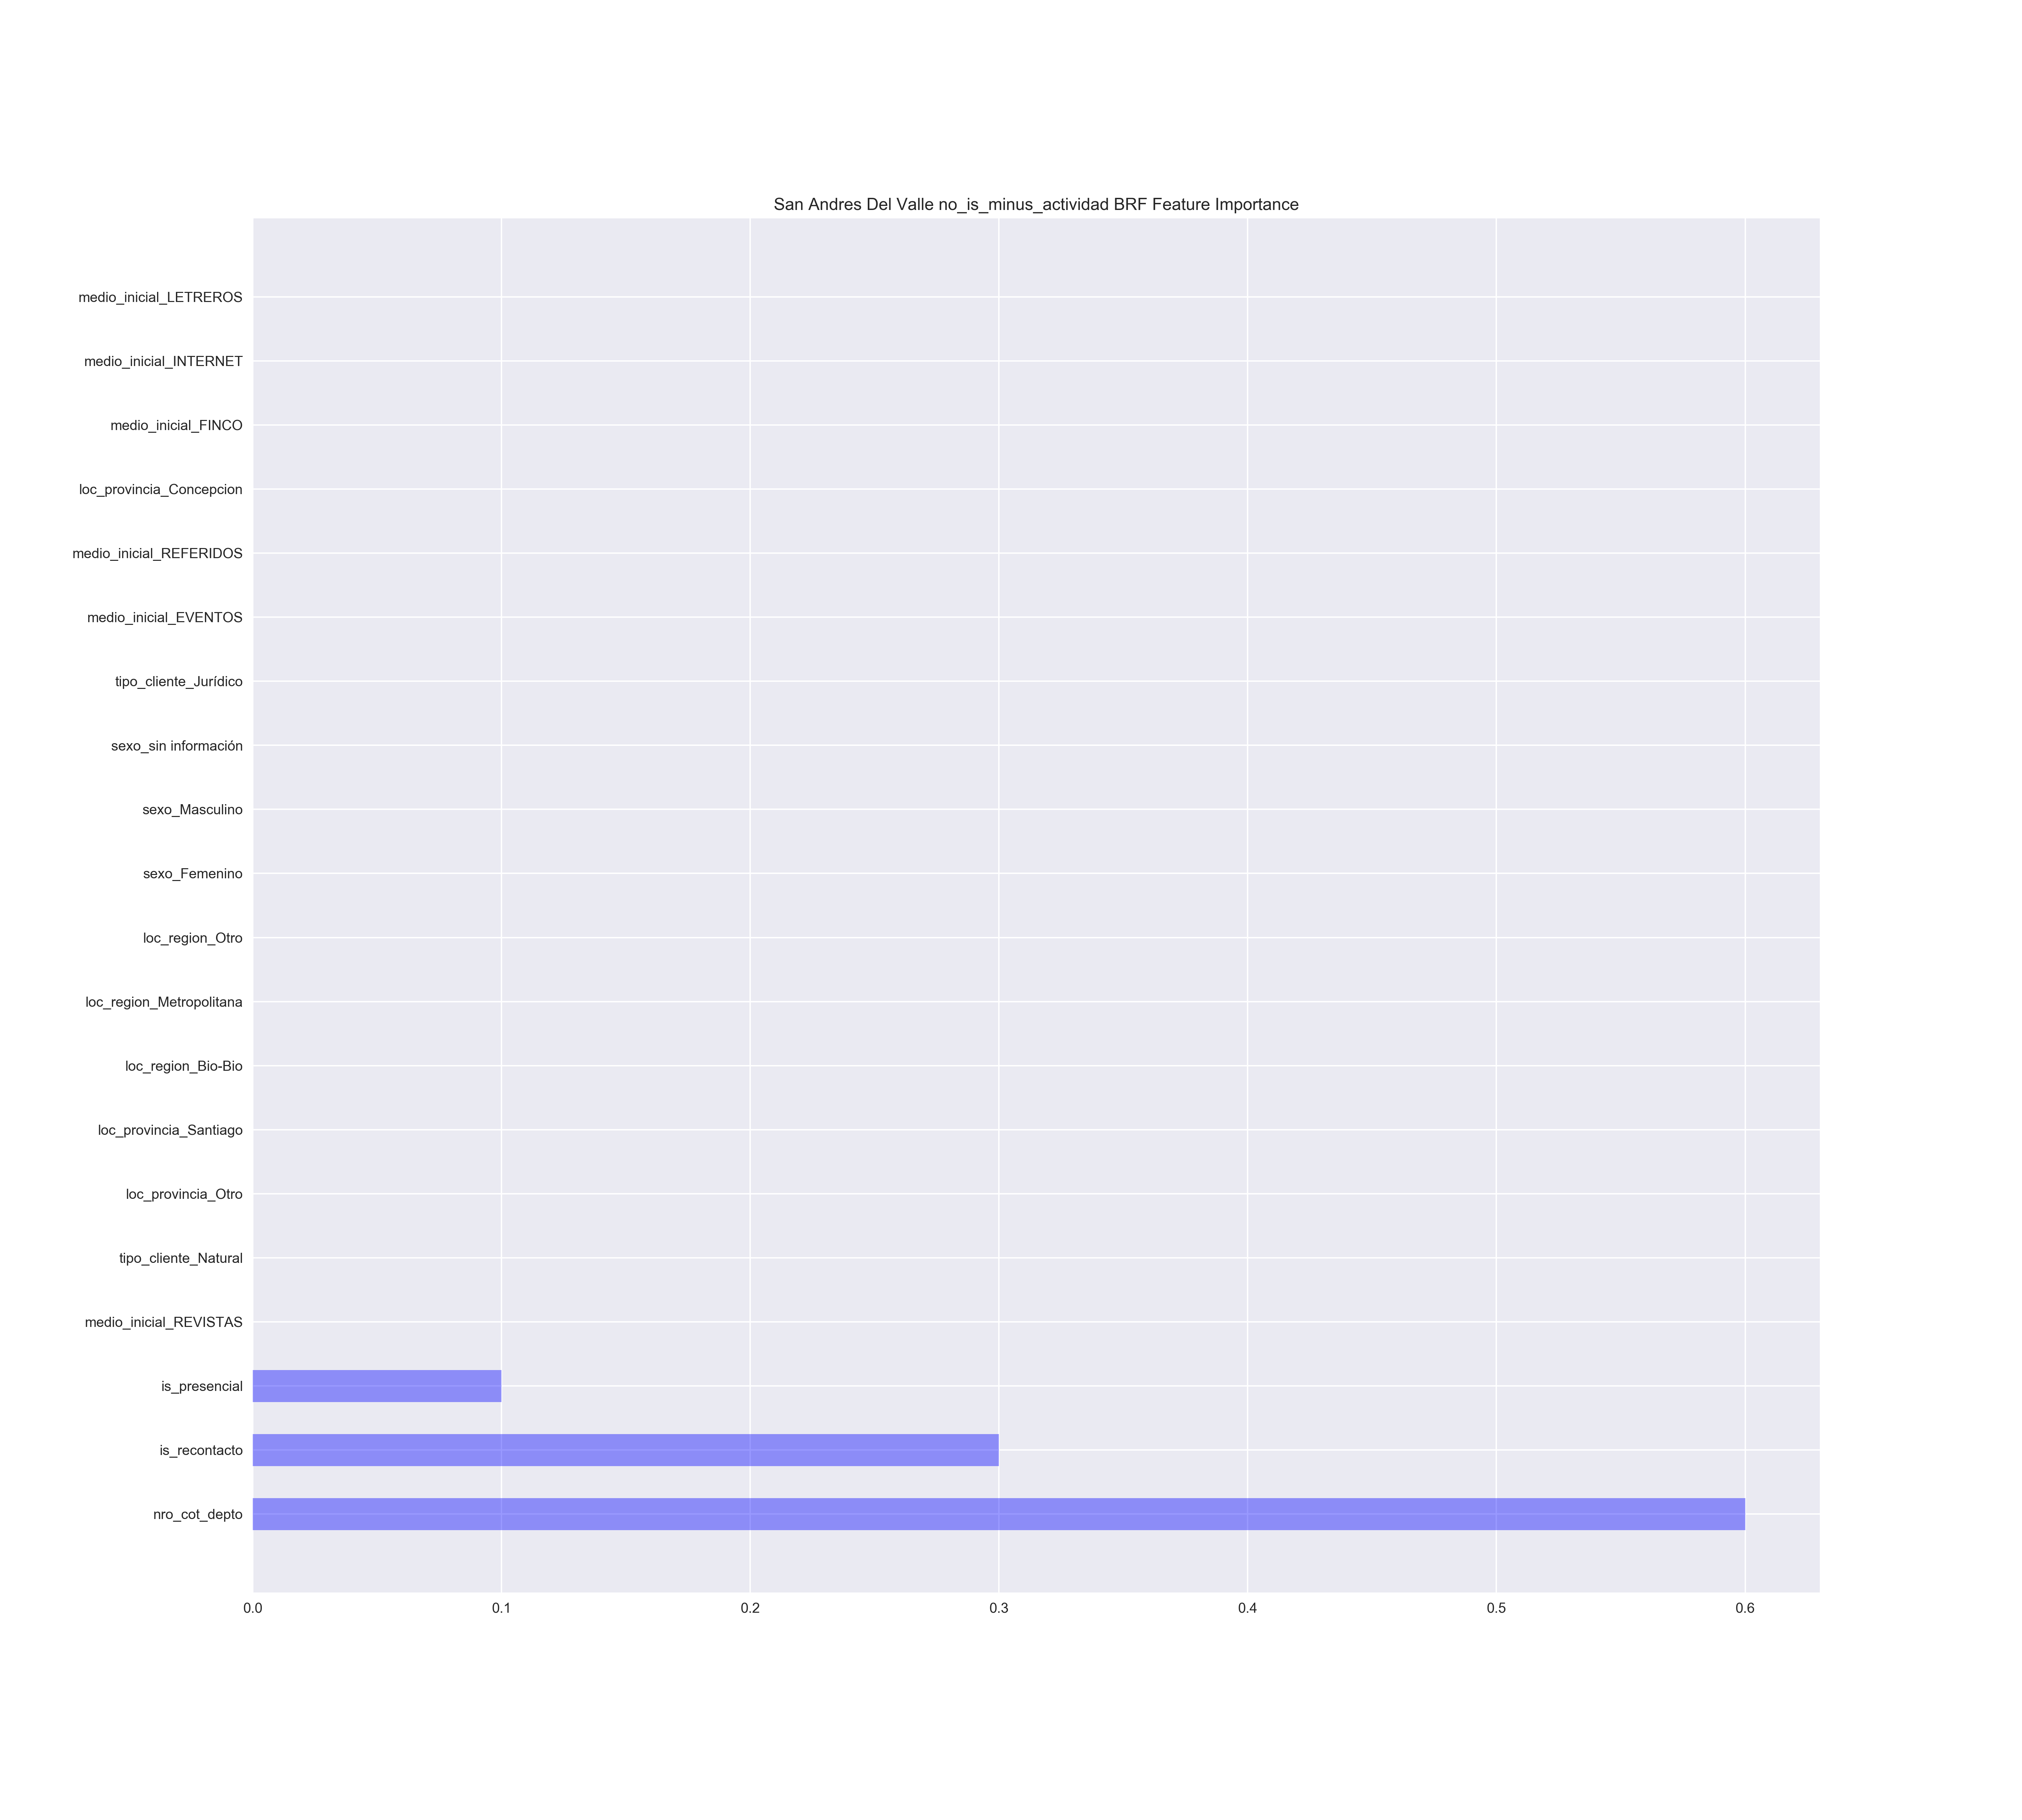 San Andres Del Valle no_is_minus_actividad BRF Feature Importance
medio_inicial_LETREROS
medio_inicial_INTERNET
medio_inicial_FINCO
loc_provincia_Concepcion
medio_inicial_REFERIDOS
medio_inicial_EVENTOS
tipo_cliente_Jurídico
sexo_sin información
sexo_Masculino
sexo_Femenino
loc_region_Otro
loc_region_Metropolitana
loc_region_Bio-Bio
loc_provincia_Santiago
loc_provincia_Otro
tipo_cliente_Natural
medio_inicial_REVISTAS
is_presencial
is_recontacto
nro_cot_depto
0.0 0.1 0.2 0.3 0.4 0.5 0.6